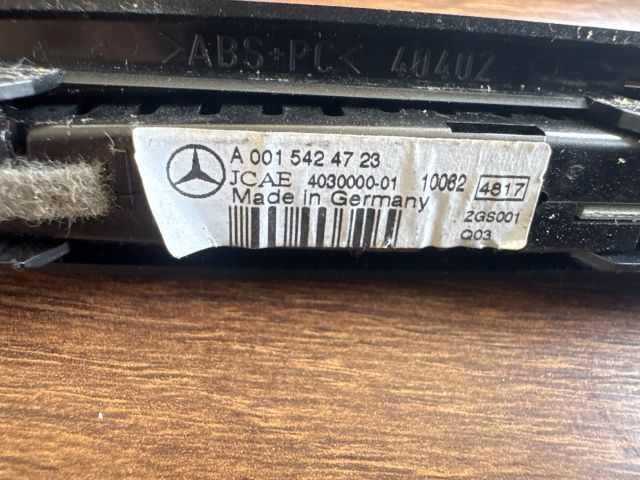 >ABS+PC< 40402
A 001 542 47 23
JCAE 4030000-01 10062 4817
Made in Germany
ZGS001
Q03